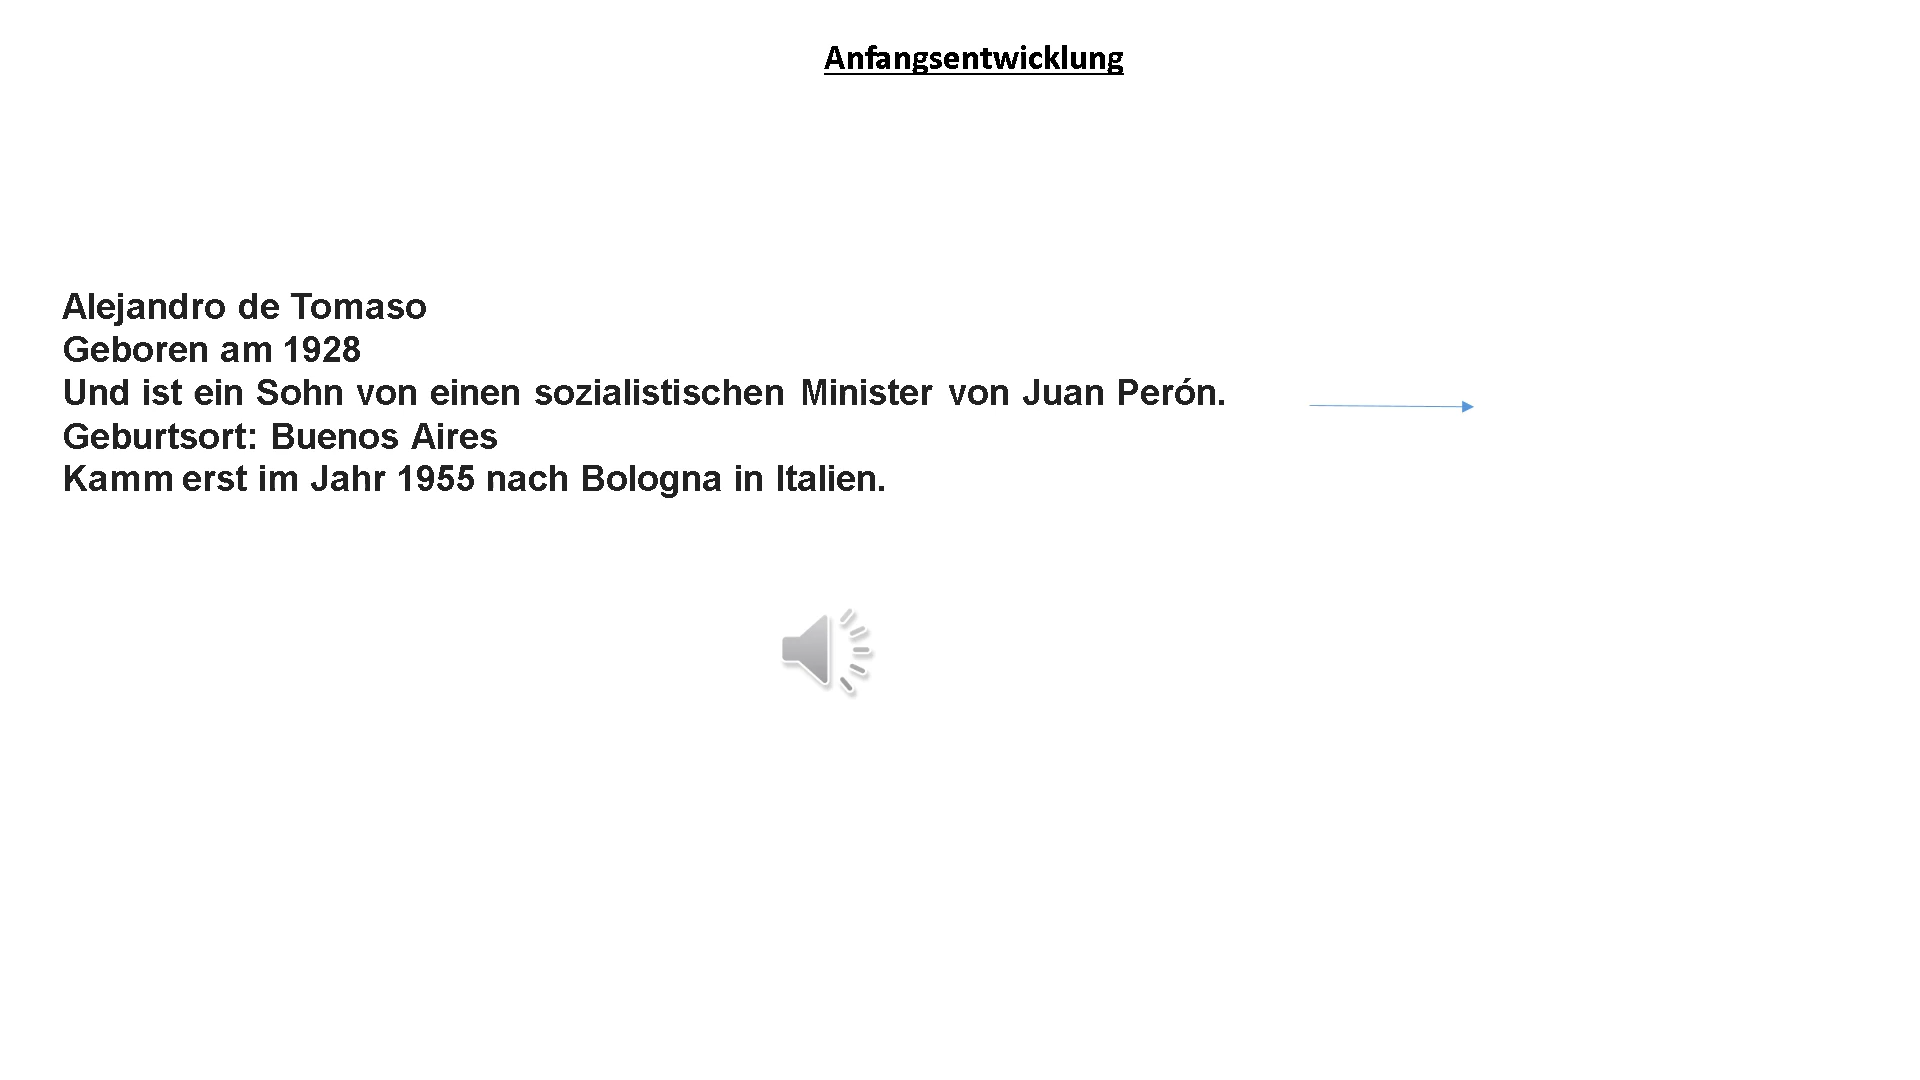 Anfangsentwicklung
Alejandro de Tomaso
Geboren am 1928
Und ist ein Sohn von einen sozialistischen Minister von Juan Perón.
Geburtsort: Buenos Aires
Kamm erst im Jahr 1955 nach Bologna in Italien.